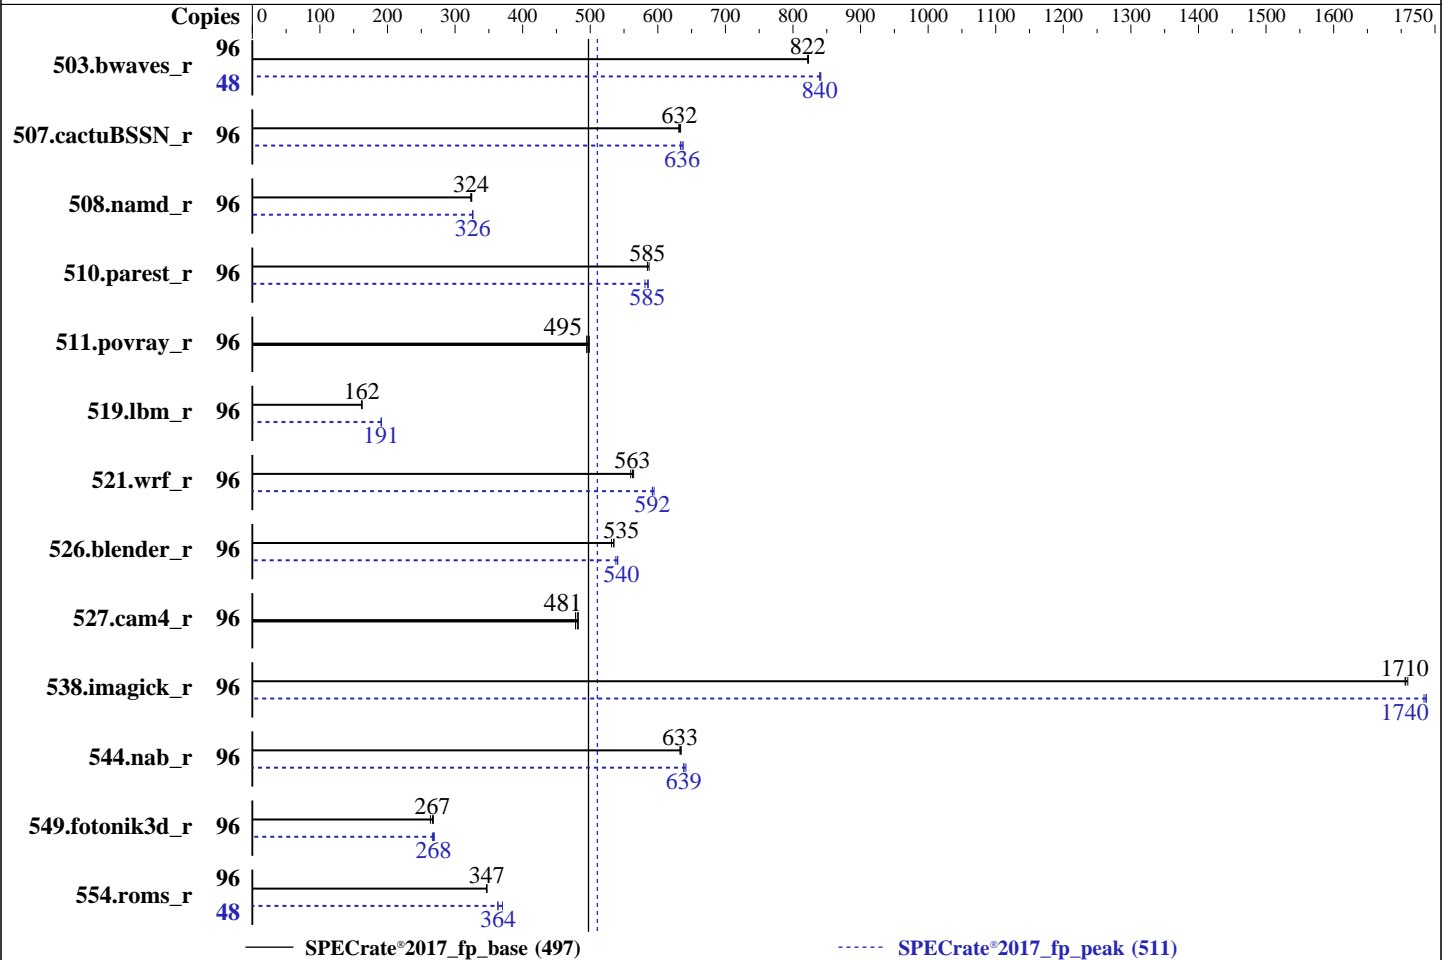 Copies 0 100 200 300 400 500 600 700 800 900 1000 1100 1200 1300 1400 1500 1600 1750
503.bwaves_r 96 822
48 840
507.cactuBSSN_r 96 632
636
508.namd_r 96 324
326
510.parest_r 96 585
585
511.povray_r 96 495
519.lbm_r 96 162
191
521.wrf_r 96 563
592
526.blender_r 96 535
540
527.cam4_r 96 481
538.imagick_r 96 1710
1740
544.nab_r 96 633
639
549.fotonik3d_r 96 267
268
554.roms_r 96 347
48 364
SPECrate®2017_fp_base (497) SPECrate®2017_fp_peak (511)